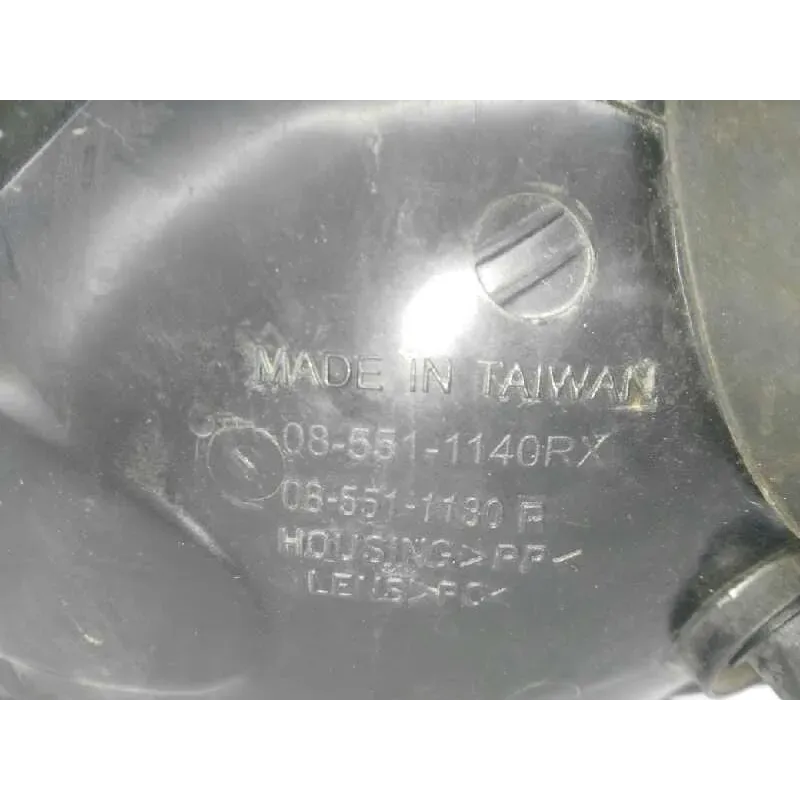 MADE IN TAIWAN
08-551-1140RX
08-551-1130
HOUSING>PP<
LENS>PC<